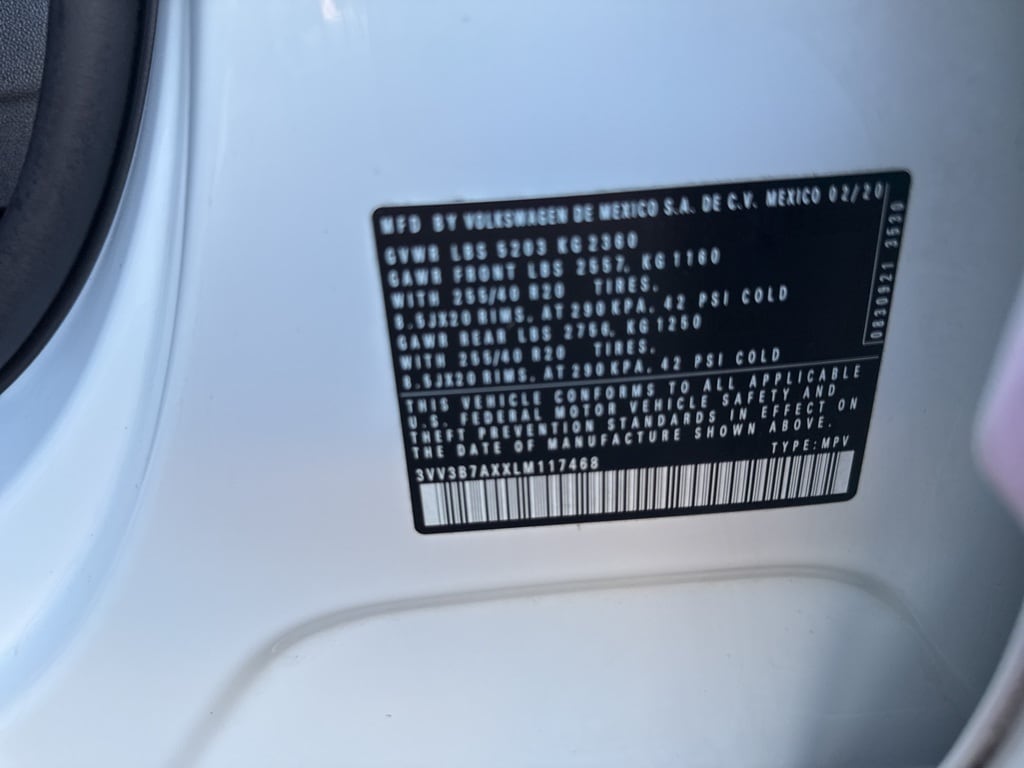 MFD BY VOLKSWAGEN DE MEXICO S.A. DE C.V. MEXICO 02/20
GVWR LBS 5203 KG 2360
GAWR FRONT LBS 2557, KG 1160
WITH 255/40 R20 TIRES,
8.5JX20 RIMS, AT 290 KPA, 42 PSI COLD
GAWR REAR LBS 2756, KG 1250
WITH 255/40 R20 TIRES,
8.5JX20 RIMS, AT 290 KPA, 42 PSI COLD
THIS VEHICLE CONFORMS TO ALL APPLICABLE
U.S. FEDERAL MOTOR VEHICLE SAFETY AND
THEFT PREVENTION STANDARDS IN EFFECT ON
THE DATE OF MANUFACTURE SHOWN ABOVE.
TYPE: MPV
3VV3B7AXXLM117468
0830921 3520